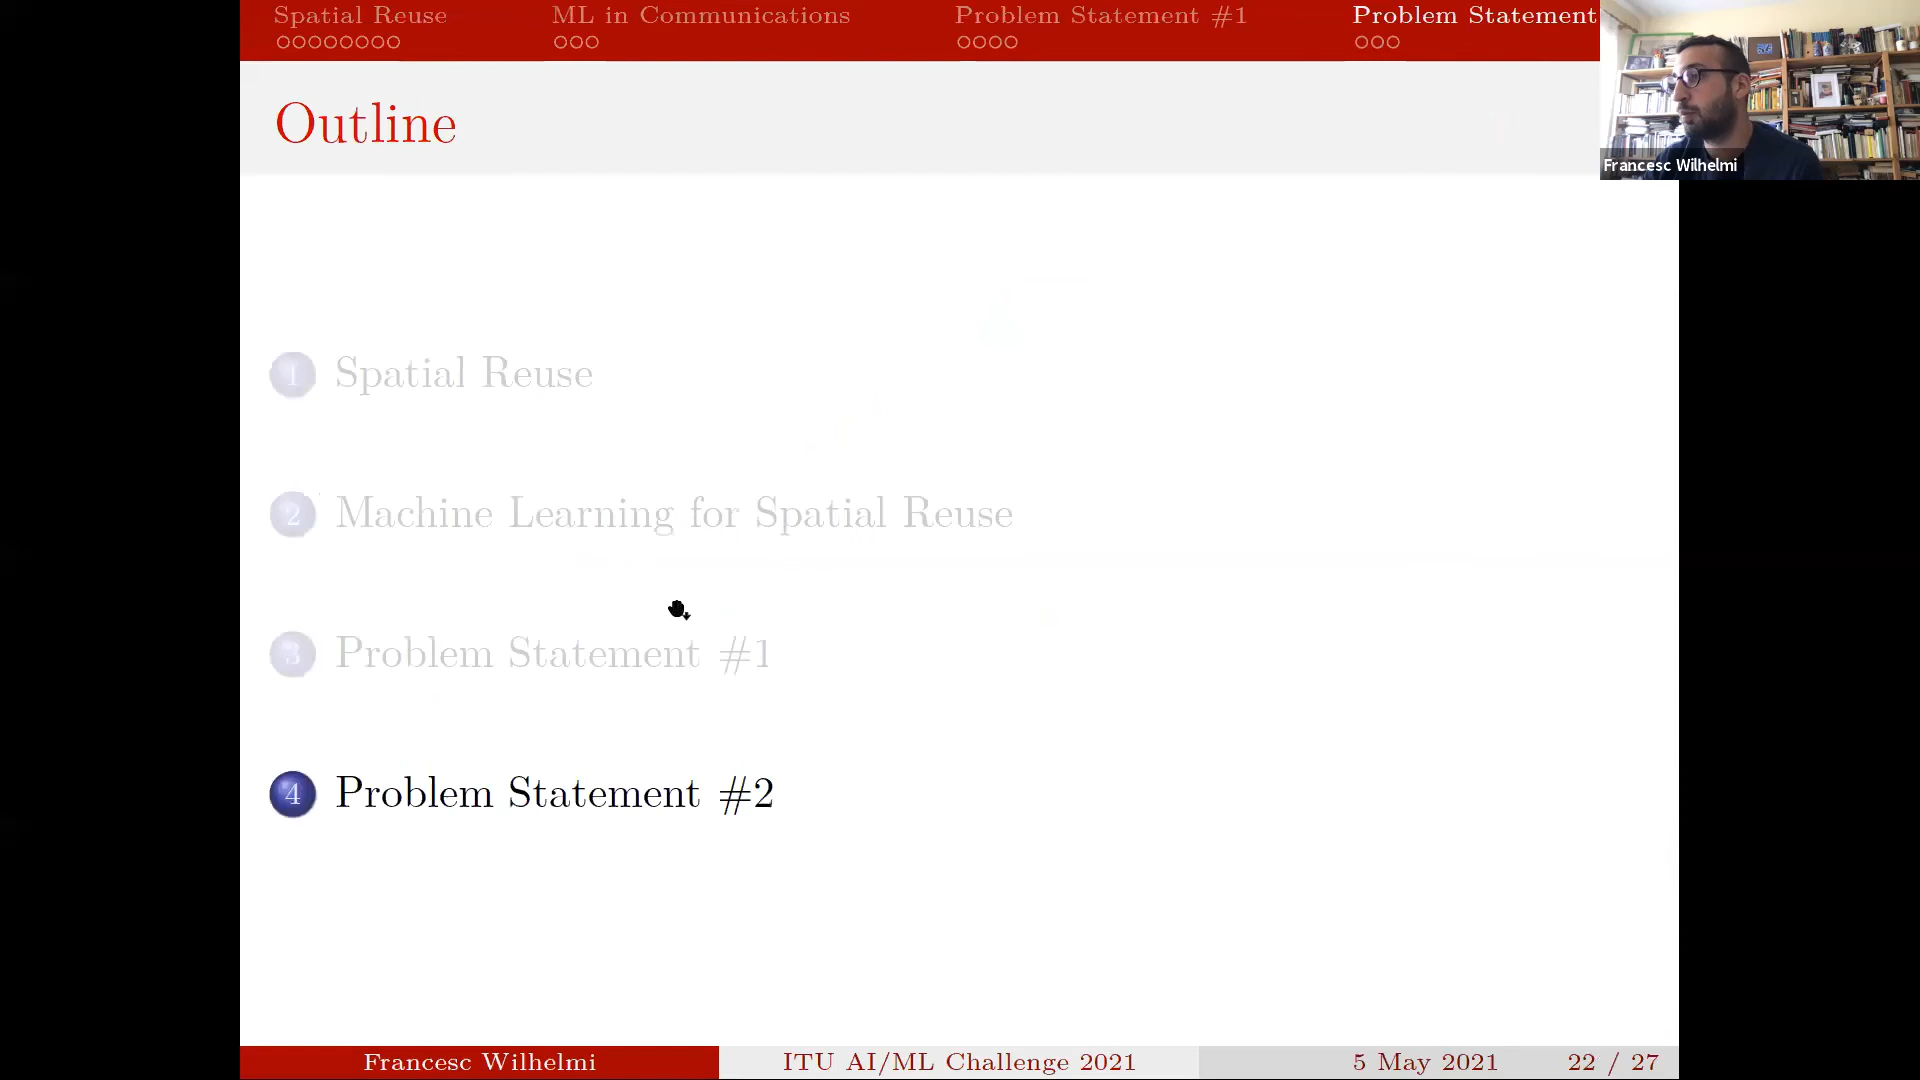 Spatial Reuse
ML in Communications
Problem Statement #1
Problem Statement
Outline
Francesc Wilhelmi
1 Spatial Reuse
2 Machine Learning for Spatial Reuse
3 Problem Statement #1
4 Problem Statement #2
Francesc Wilhelmi
ITU AI/ML Challenge 2021
5 May 2021
22 / 27